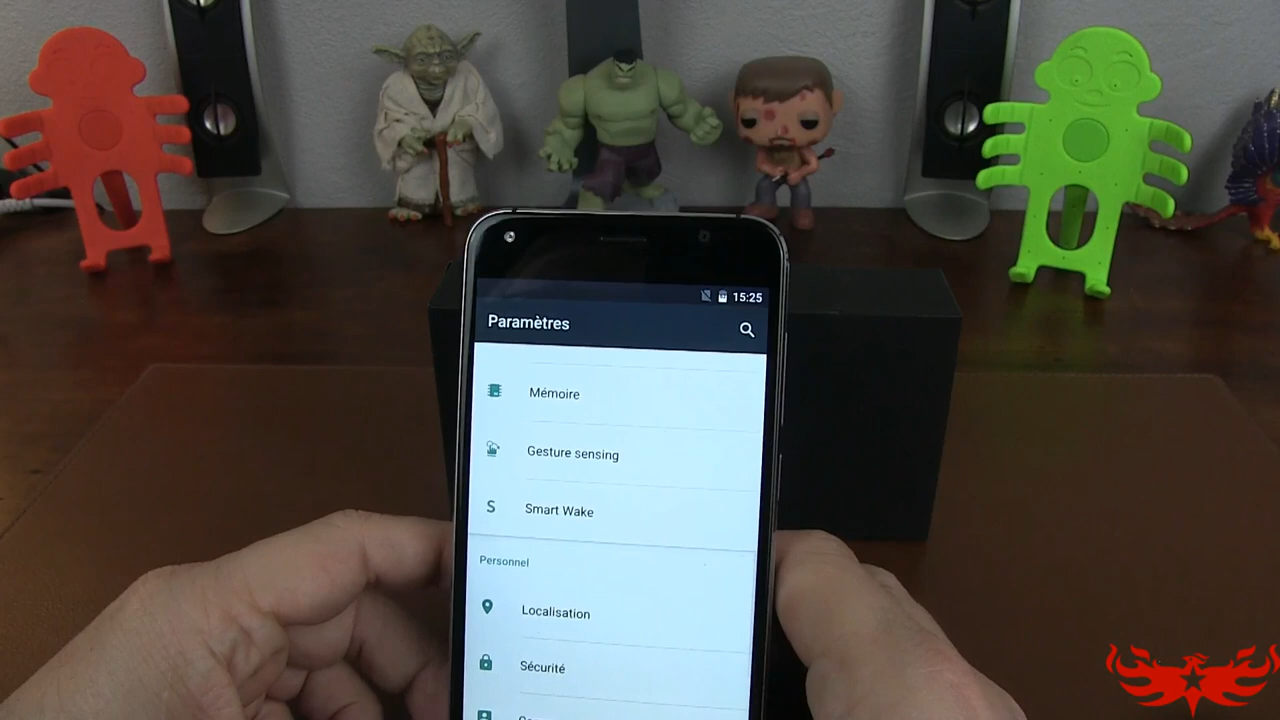 15:25
Paramètres
Mémoire
Gesture sensing
S Smart Wake
Personnel
Localisation
Sécurité